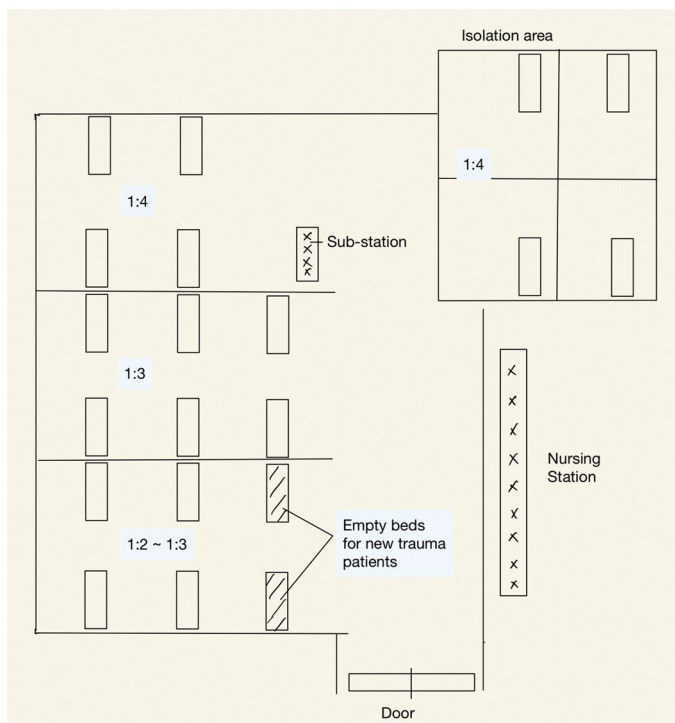 Isolation area
1:4
1:4
Sub-station
1:3
Nursing
Station
Empty beds
for new trauma
patients
1:2 ~ 1:3
Door